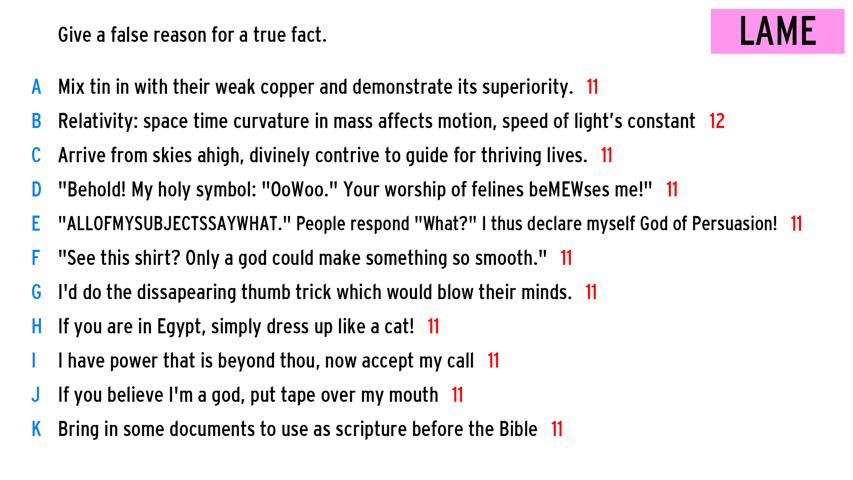 Give a false reason for a true fact.
LAME
A Mix tin in with their weak copper and demonstrate its superiority. 11
B Relativity: space time curvature in mass affects motion, speed of light's constant 12
C Arrive from skies ahigh, divinely contrive to guide for thriving lives. 11
D "Behold! My holy symbol: "OoWoo." Your worship of felines beMEWses me!" 11
E "ALLOFMYSUBJECTSSAYWHAT." People respond "What?" I thus declare myself God of Persuasion! 11
F "See this shirt? Only a god could make something so smooth." 11
G I'd do the dissapearing thumb trick which would blow their minds. 11
H If you are in Egypt, simply dress up like a cat! 11
I I have power that is beyond thou, now accept my call 11
J If you believe I'm a god, put tape over my mouth 11
K Bring in some documents to use as scripture before the Bible 11